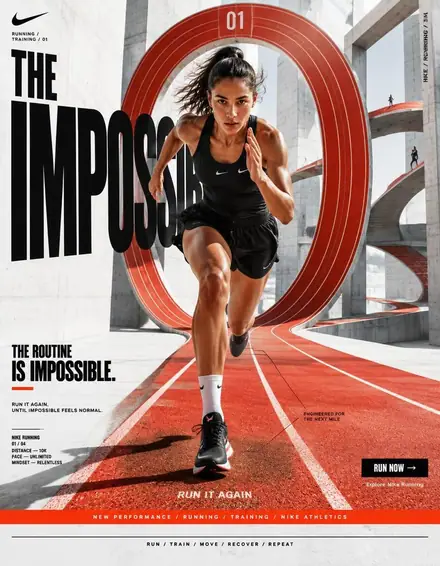 RUNNING /
TRAINING / 01
01
THE
IMPOSSI
THE ROUTINE
IS IMPOSSIBLE.
RUN IT AGAIN.
UNTIL IMPOSSIBLE FEELS NORMAL.
NIKE RUNNING
01 / 04
DISTANCE — 10K
PACE — UNLIMITED
MINDSET — RELENTLESS
ENGINEERED FOR
THE NEXT MILE
RUN NOW →
Explore Nike Running
RUN IT AGAIN
NEW PERFORMANCE / RUNNING / TRAINING / NIKE ATHLETICS
RUN / TRAIN / MOVE / RECOVER / REPEAT